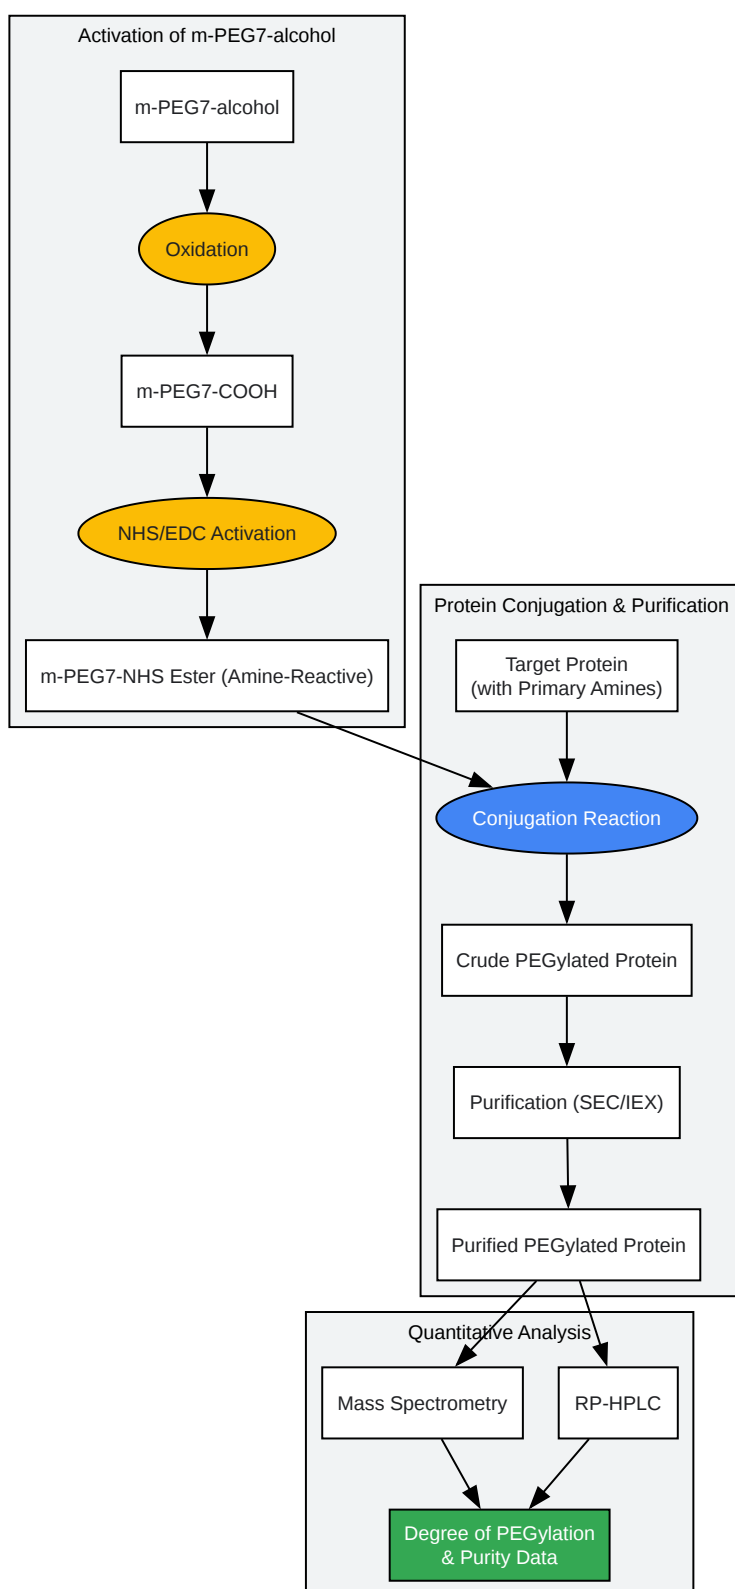 Activation of m-PEG7-alcohol
m-PEG7-alcohol
Oxidation
m-PEG7-COOH
NHS/EDC Activation
m-PEG7-NHS Ester (Amine-Reactive)
Protein Conjugation & Purification
Target Protein
(with Primary Amines)
Conjugation Reaction
Crude PEGylated Protein
Purification (SEC/IEX)
Purified PEGylated Protein
Quantitative Analysis
Mass Spectrometry
RP-HPLC
Degree of PEGylation
& Purity Data